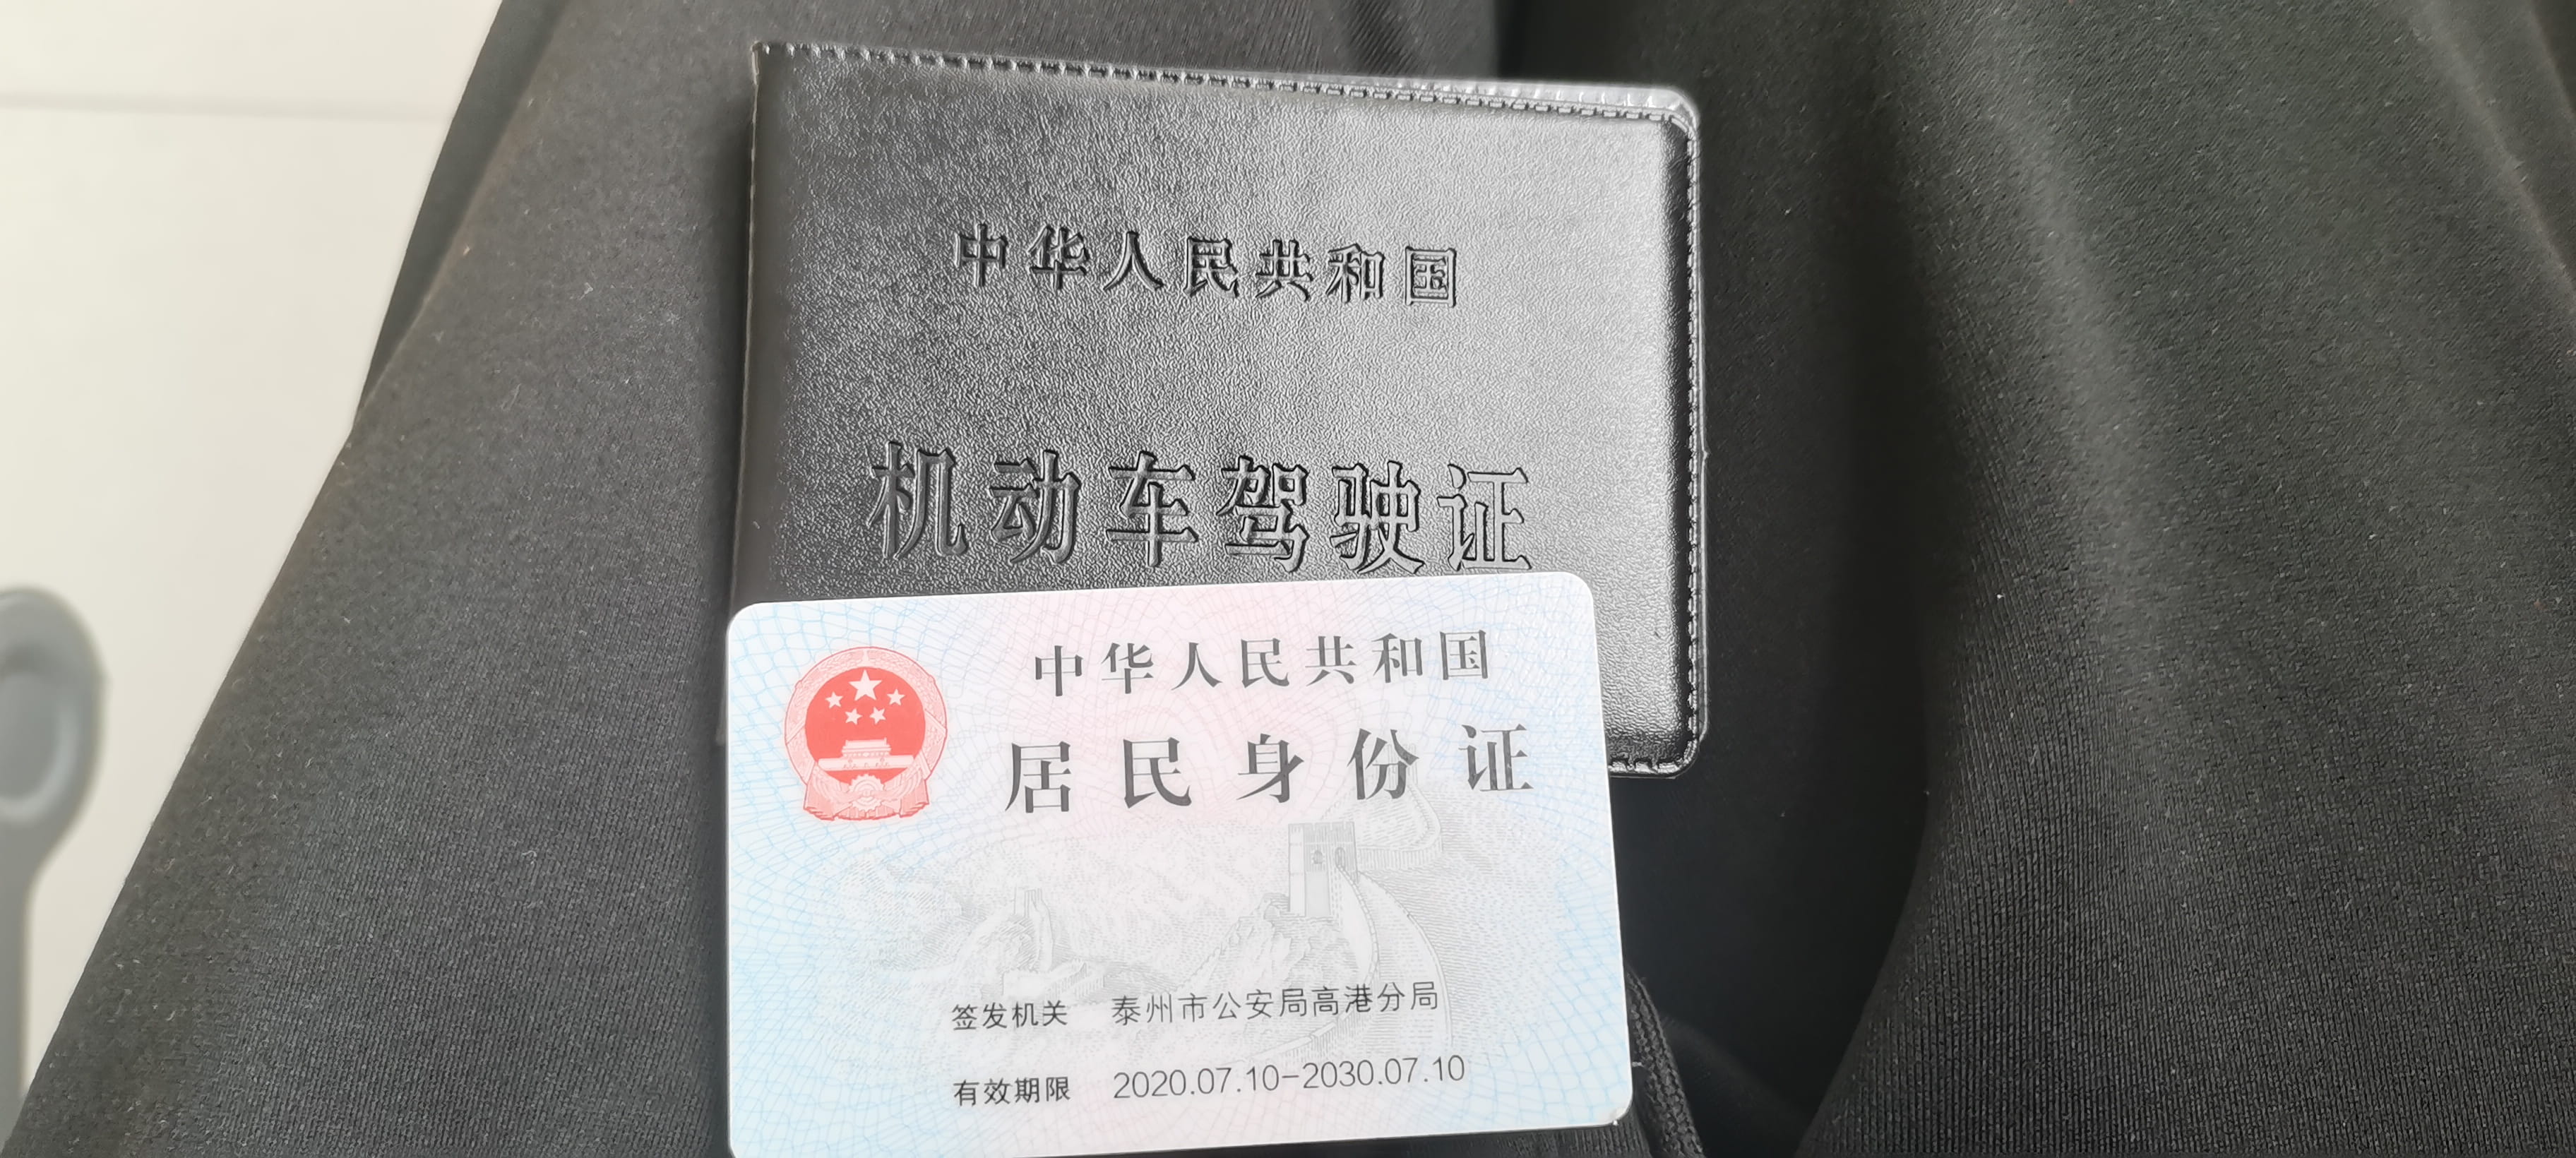 中华人民共和国
机动车驾驶证
中华人民共和国
居民身份证
签发机关 泰州市公安局高港分局
有效期限 2020.07.10-2030.07.10